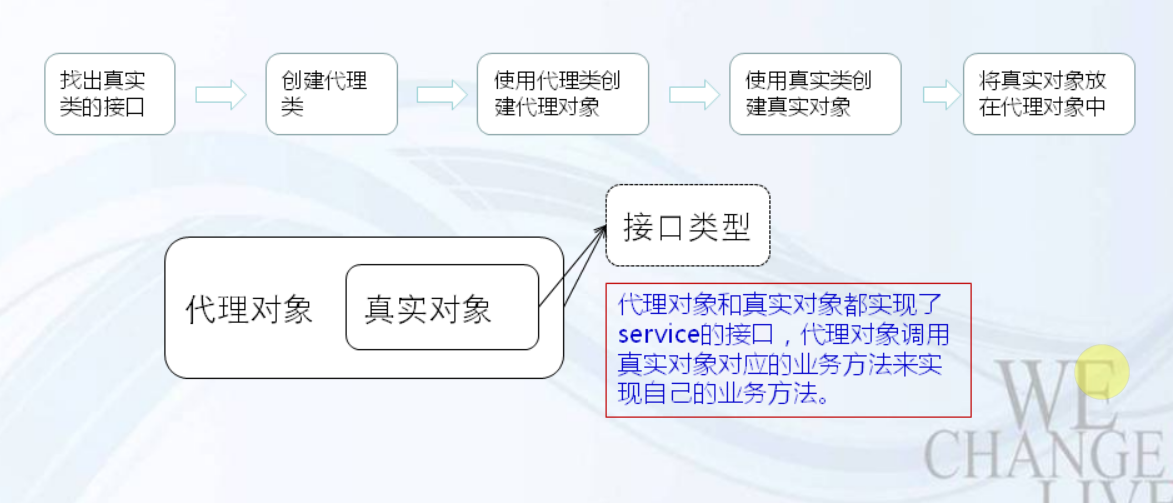 找出真实
类的接口
创建代理
类
使用代理类创
建代理对象
使用真实类创
建真实对象
将真实对象放
在代理对象中
接口类型
代理对象
真实对象
代理对象和真实对象都实现了
service的接口，代理对象调用
真实对象对应的业务方法来实
现自己的业务方法。
WE
CHANGE
LIVE